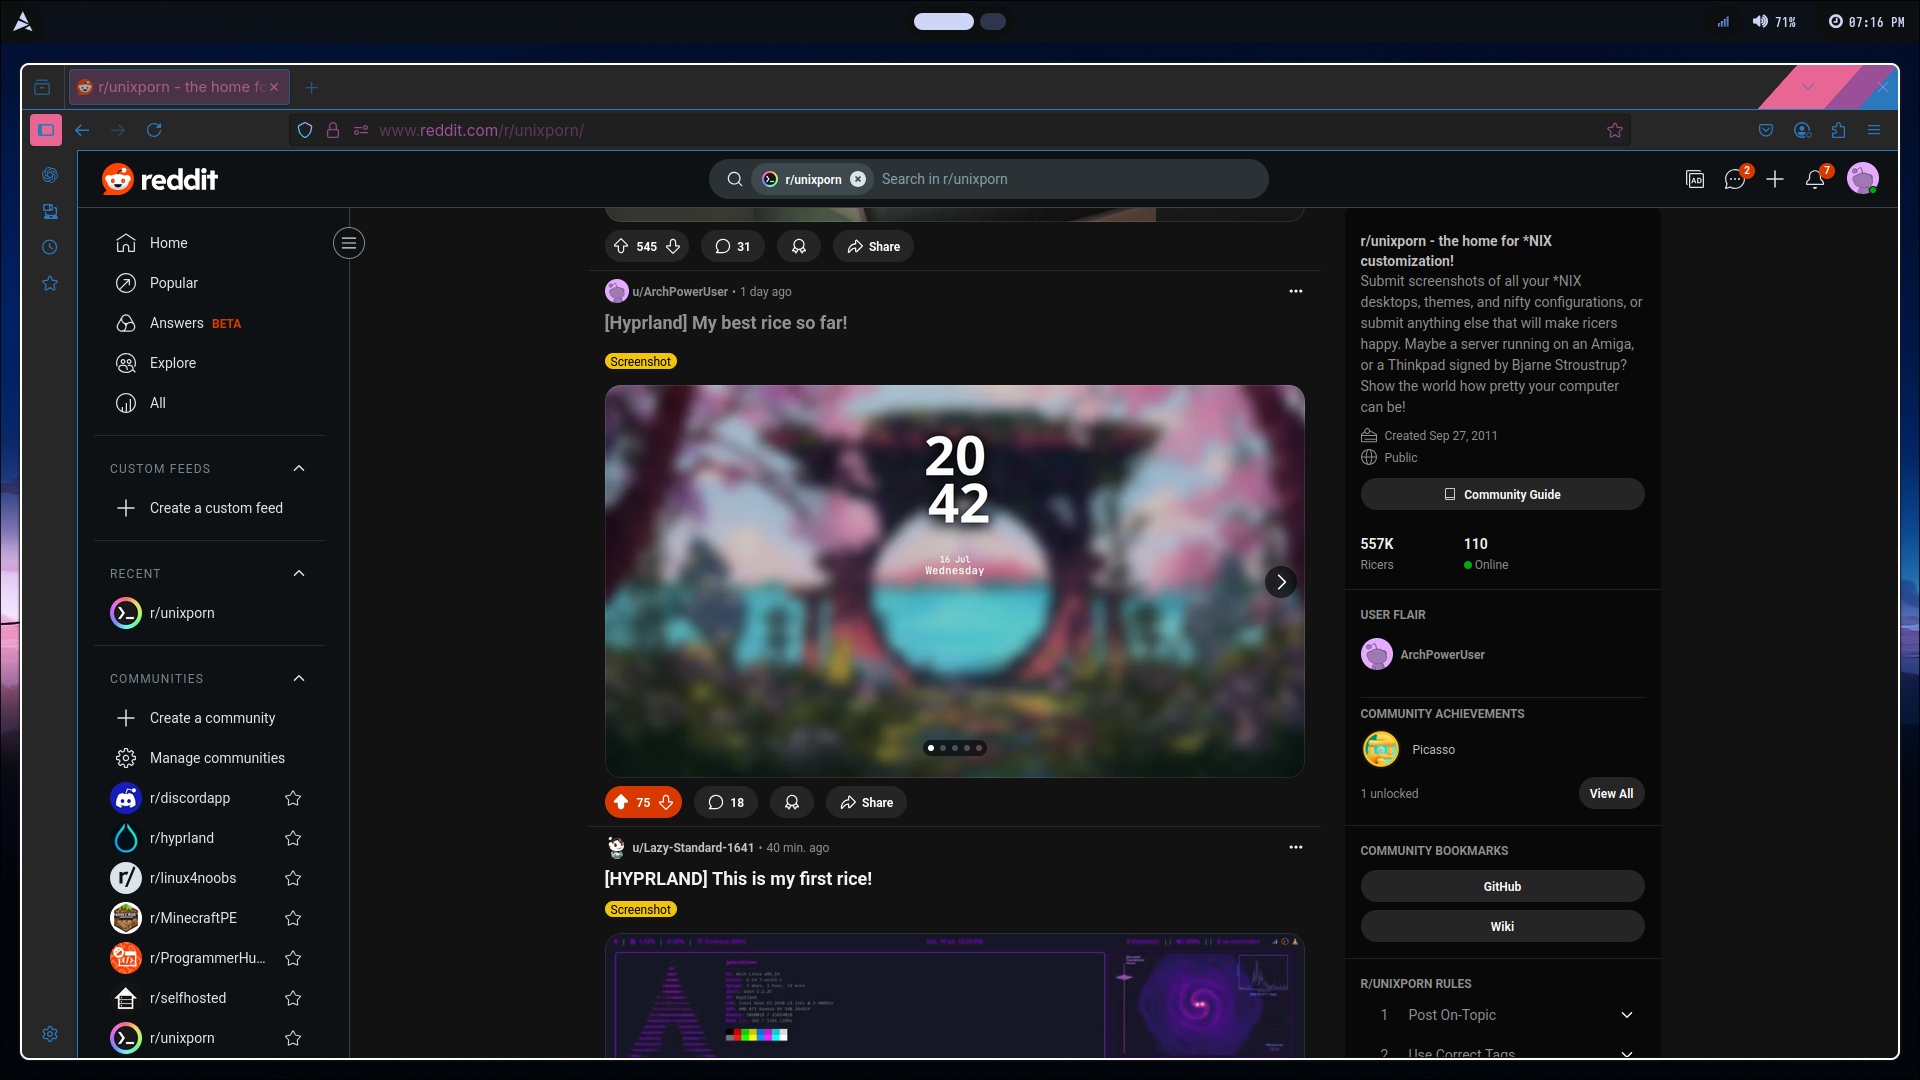 71%
07:16 PM
r/unixporn - the home fo
www.reddit.com/r/unixporn/
reddit
r/unixporn
Search in r/unixporn
AD
2
7
Home
Popular
Answers BETA
Explore
All
CUSTOM FEEDS
Create a custom feed
RECENT
r/unixporn
COMMUNITIES
Create a community
Manage communities
r/discordapp
r/hyprland
r/linux4noobs
r/MinecraftPE
r/ProgrammerHu...
r/selfhosted
r/unixporn
545
31
Share
u/ArchPowerUser • 1 day ago
[Hyprland] My best rice so far!
Screenshot
20
42
16 Jul
Wednesday
75
18
Share
u/Lazy-Standard-1641 • 40 min. ago
[HYPRLAND] This is my first rice!
Screenshot
r/unixporn - the home for *NIX
customization!
Submit screenshots of all your *NIX
desktops, themes, and nifty configurations, or
submit anything else that will make ricers
happy. Maybe a server running on an Amiga,
or a Thinkpad signed by Bjarne Stroustrup?
Show the world how pretty your computer
can be!
Created Sep 27, 2011
Public
Community Guide
557K
110
Ricers
Online
USER FLAIR
ArchPowerUser
COMMUNITY ACHIEVEMENTS
Picasso
1 unlocked
View All
COMMUNITY BOOKMARKS
GitHub
Wiki
R/UNIXPORN RULES
1 Post On-Topic
2 Use Correct Tags